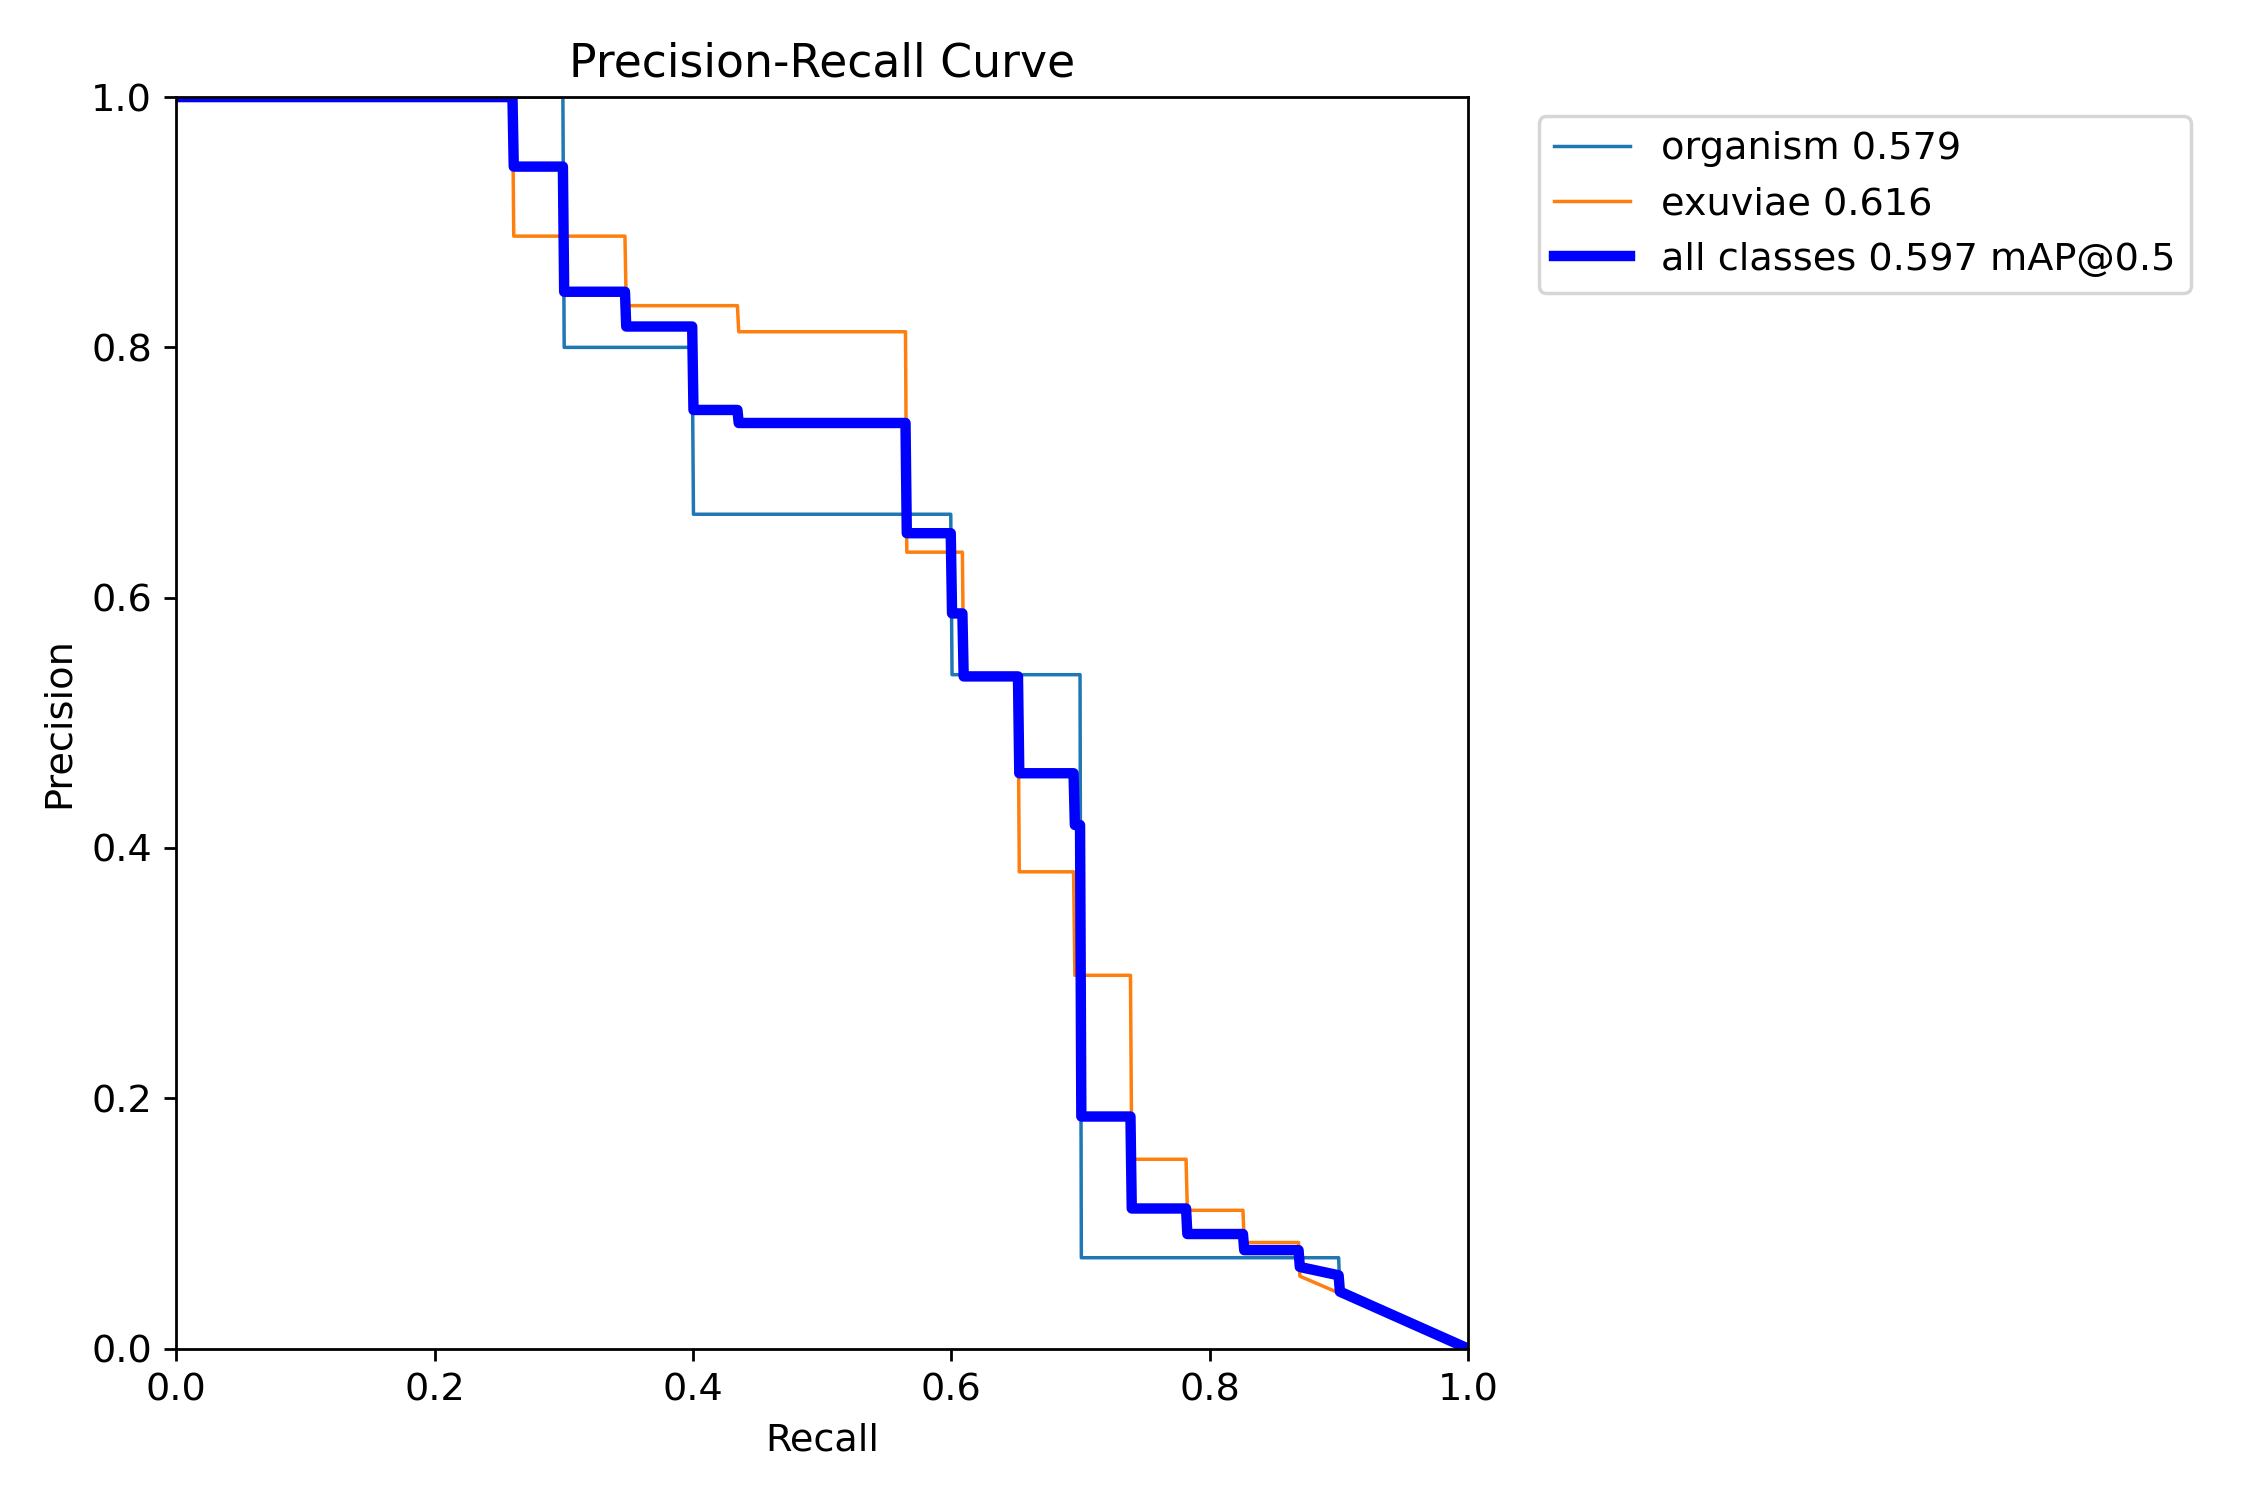 Precision-Recall Curve
organism 0.579
exuviae 0.616
all classes 0.597 mAP@0.5
1.0
0.8
0.6
0.4
0.2
0.0
Precision
0.0 0.2 0.4 0.6 0.8 1.0
Recall